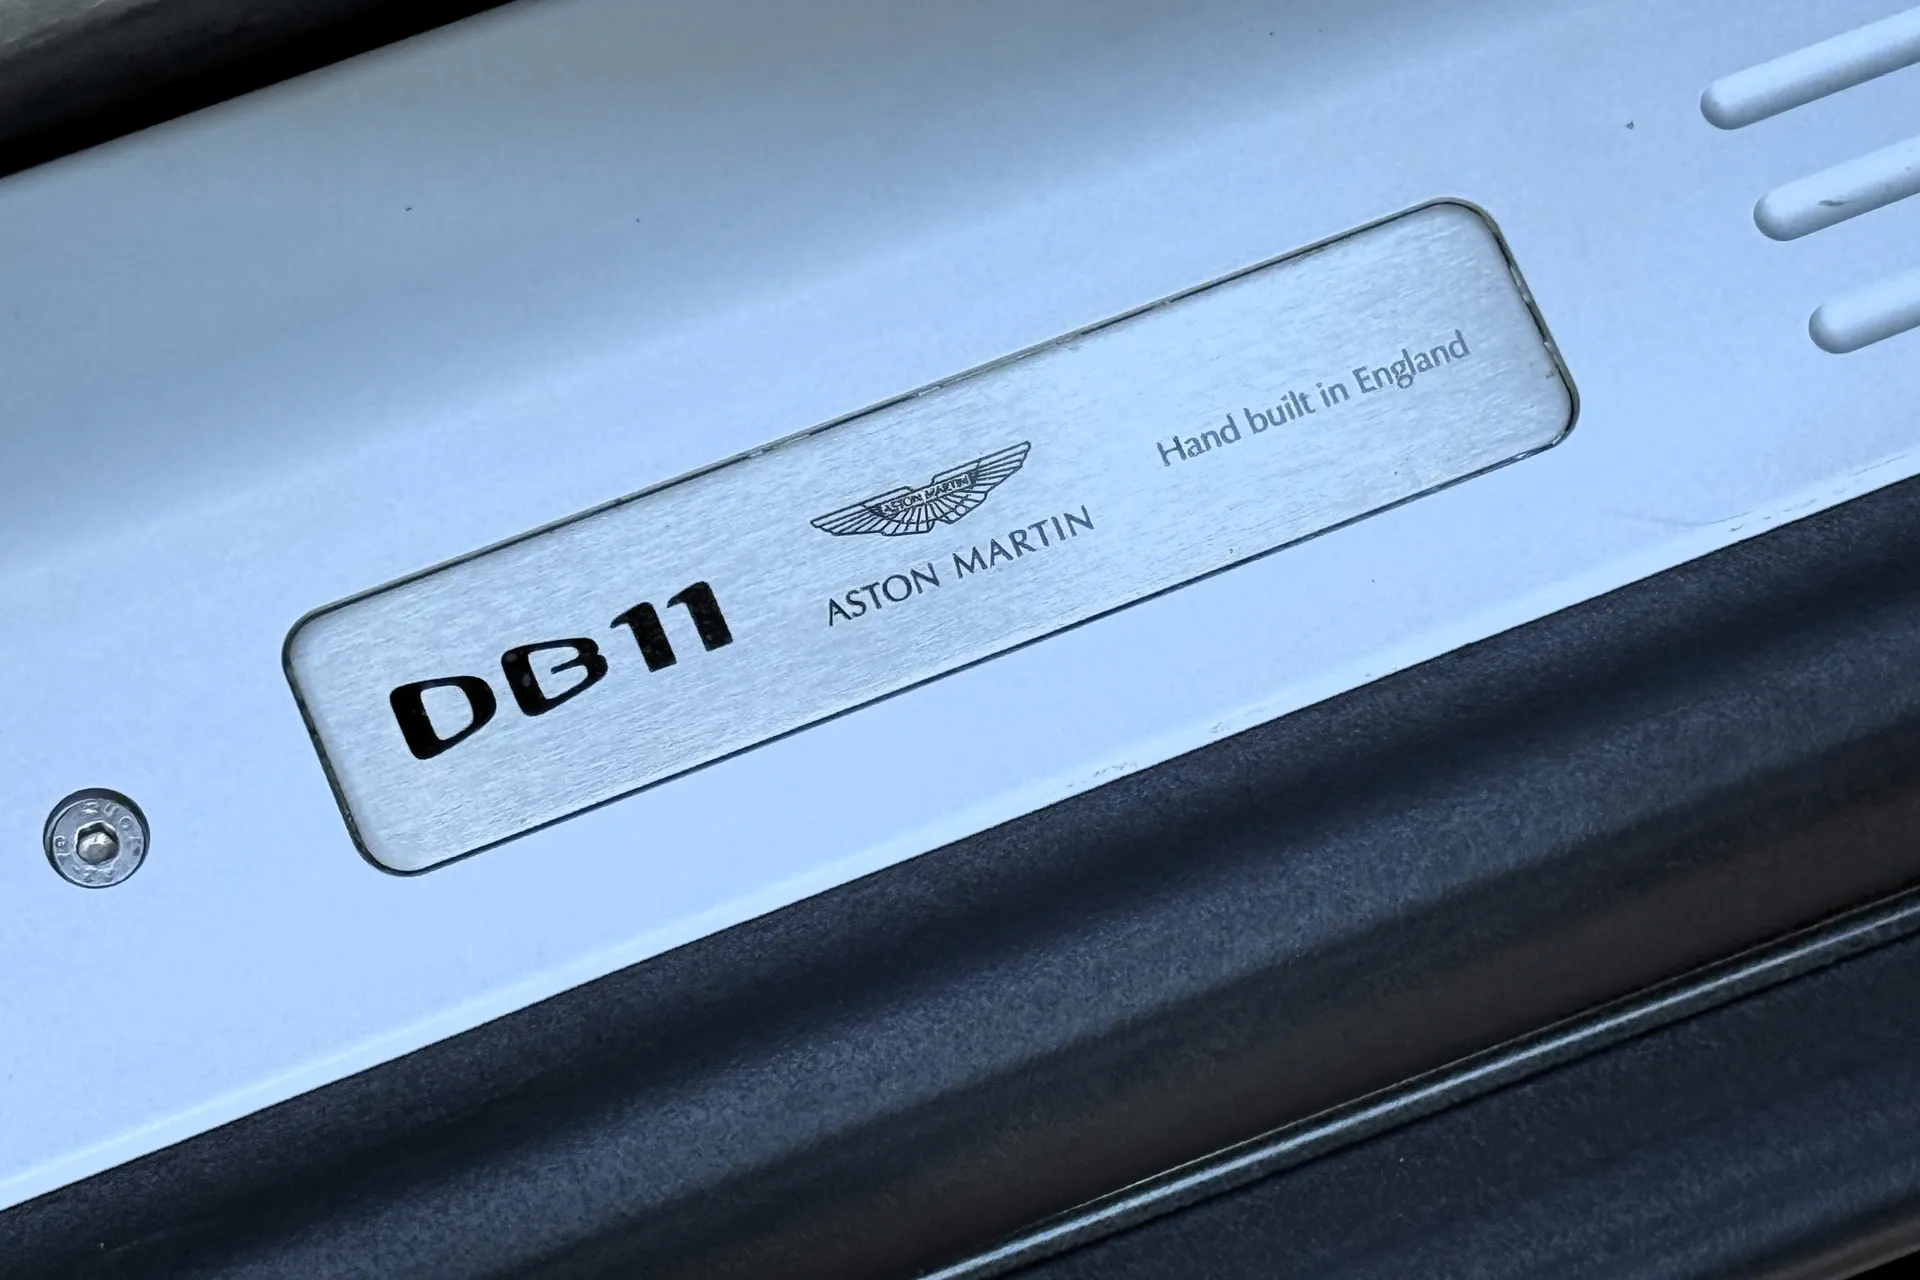 DB11
ASTON MARTIN
ASTON MARTIN
Hand built in England